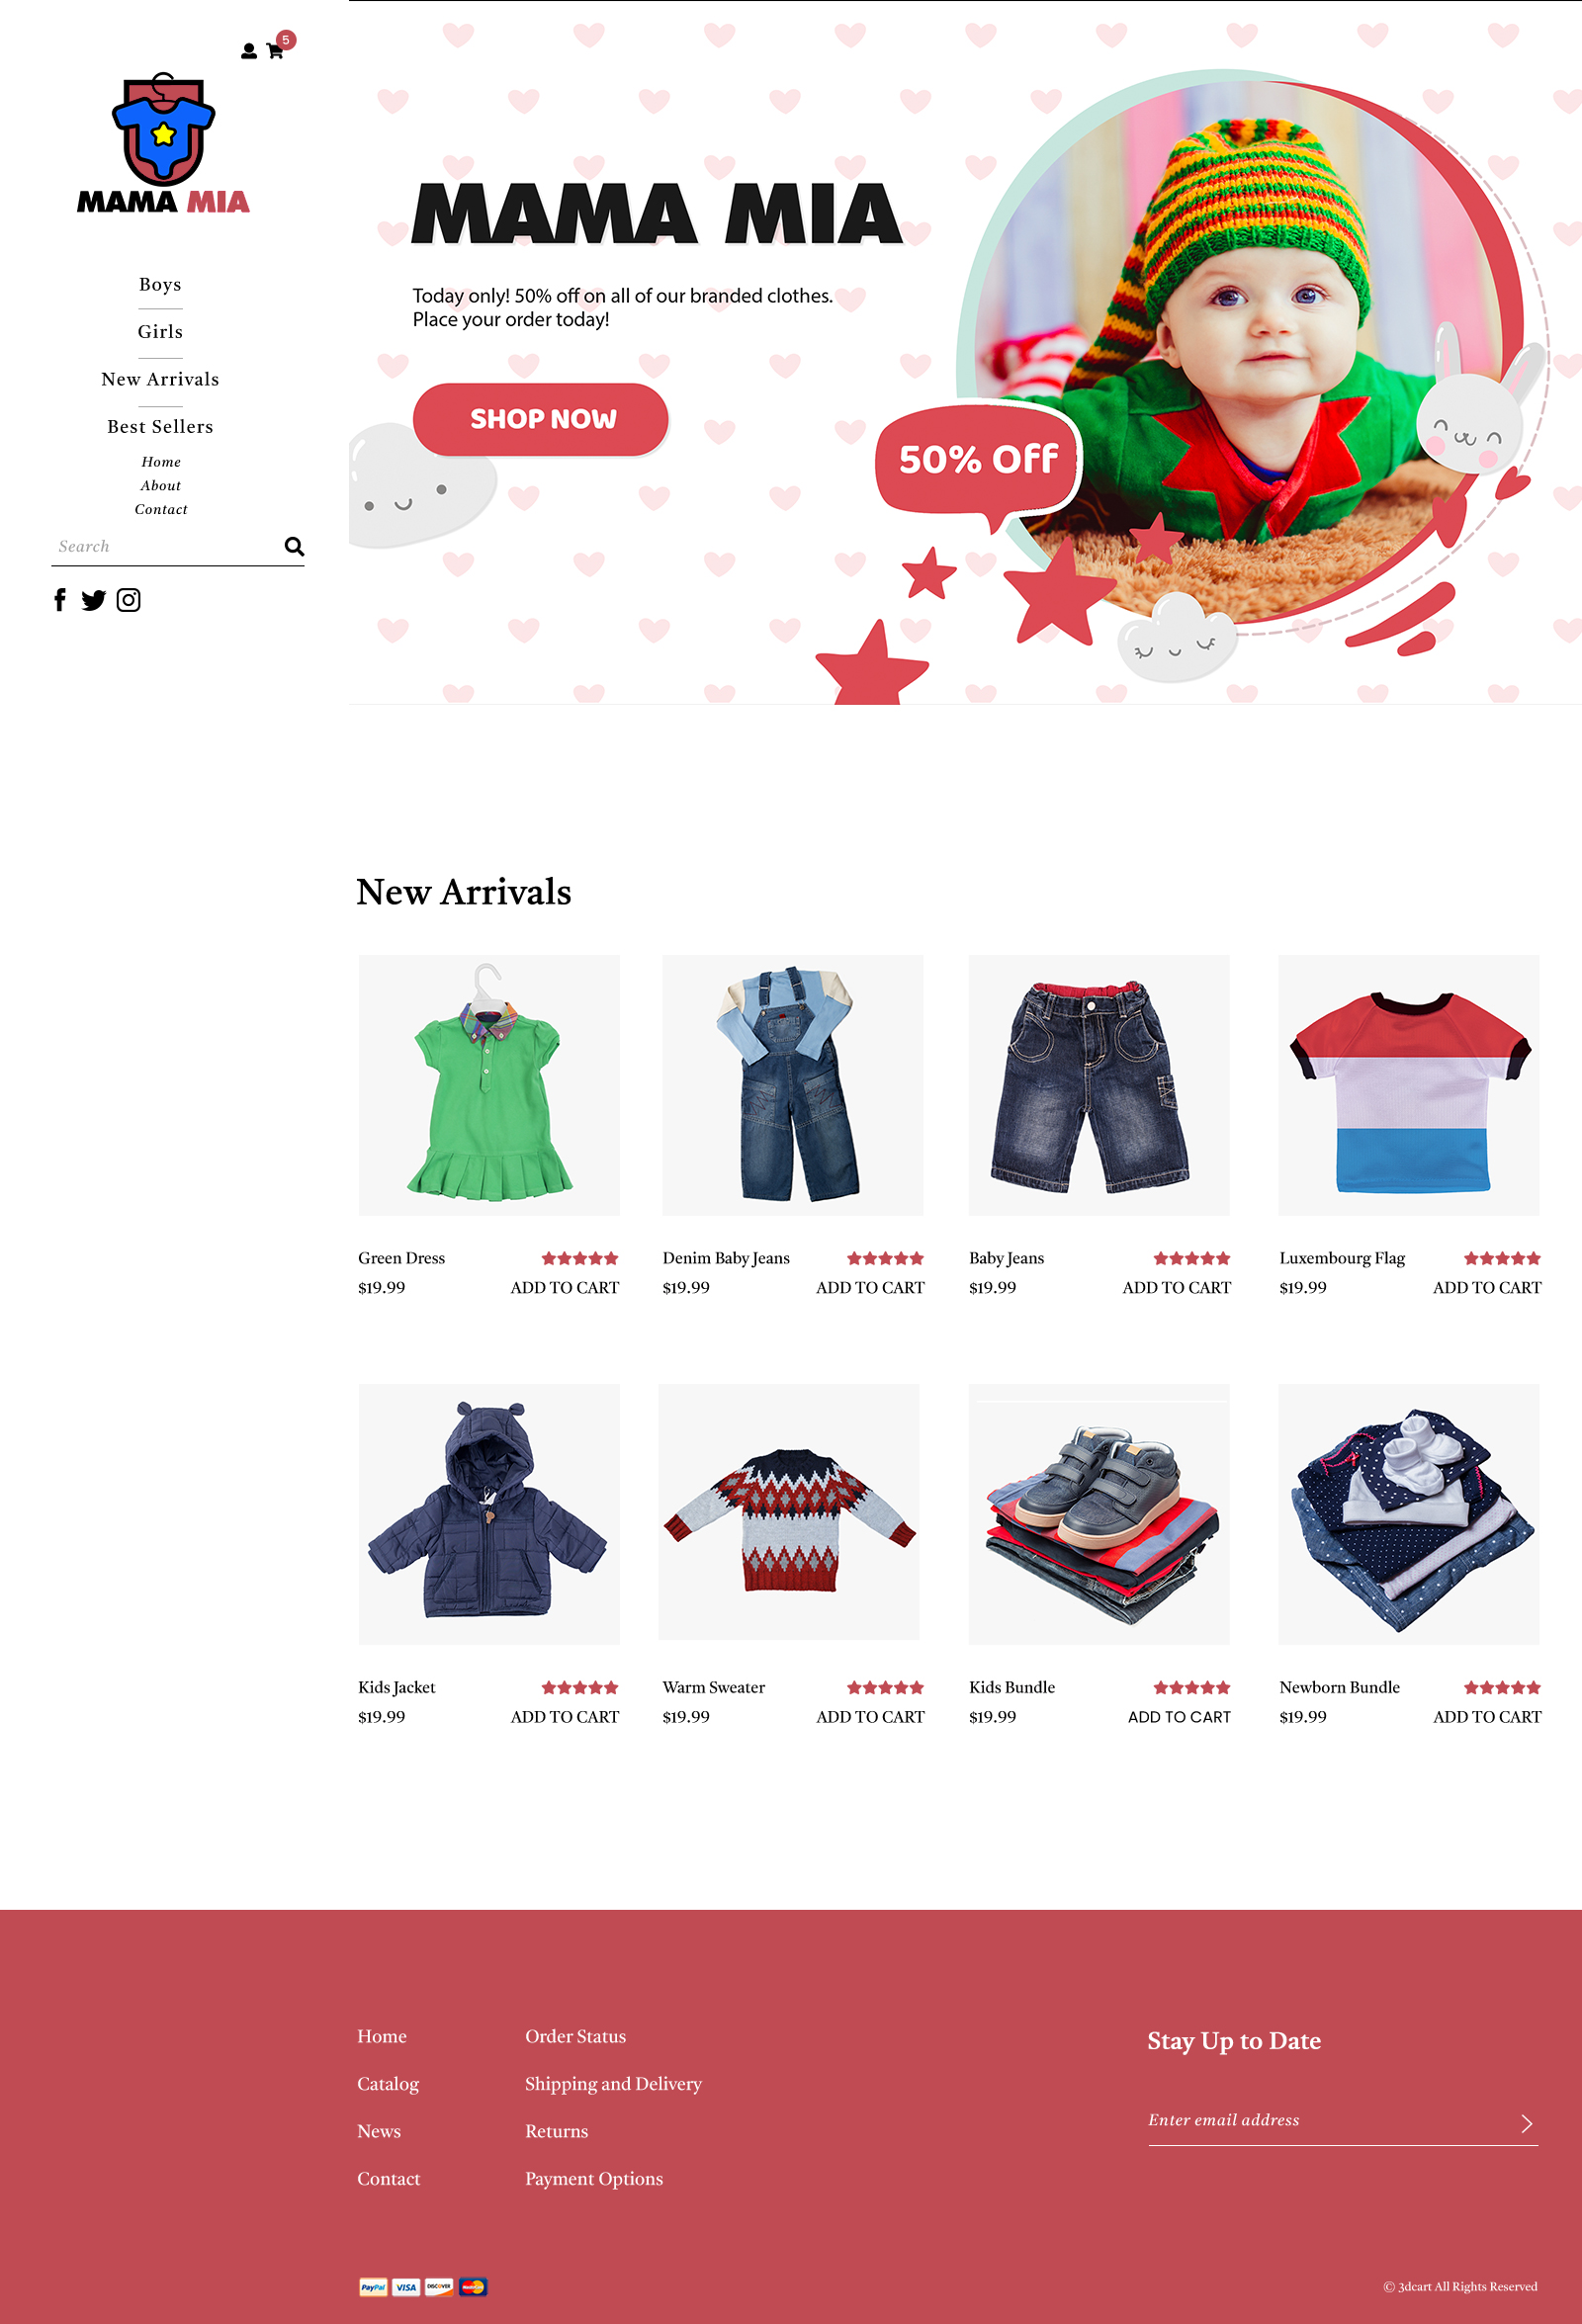 5
MAMA MIA
Boys
Girls
New Arrivals
Best Sellers
Home
About
Contact
Search
MAMA MIA
Today only! 50% off on all of our branded clothes.
Place your order today!
SHOP NOW
50% Off
New Arrivals
Green Dress
$19.99 ADD TO CART
Denim Baby Jeans
$19.99 ADD TO CART
Baby Jeans
$19.99 ADD TO CART
Luxembourg Flag
$19.99 ADD TO CART
Kids Jacket
$19.99 ADD TO CART
Warm Sweater
$19.99 ADD TO CART
Kids Bundle
$19.99 ADD TO CART
Newborn Bundle
$19.99 ADD TO CART
Home
Catalog
News
Contact
Order Status
Shipping and Delivery
Returns
Payment Options
Stay Up to Date
Enter email address
PayPal VISA DISCOVER MasterCard
© 3dcart All Rights Reserved